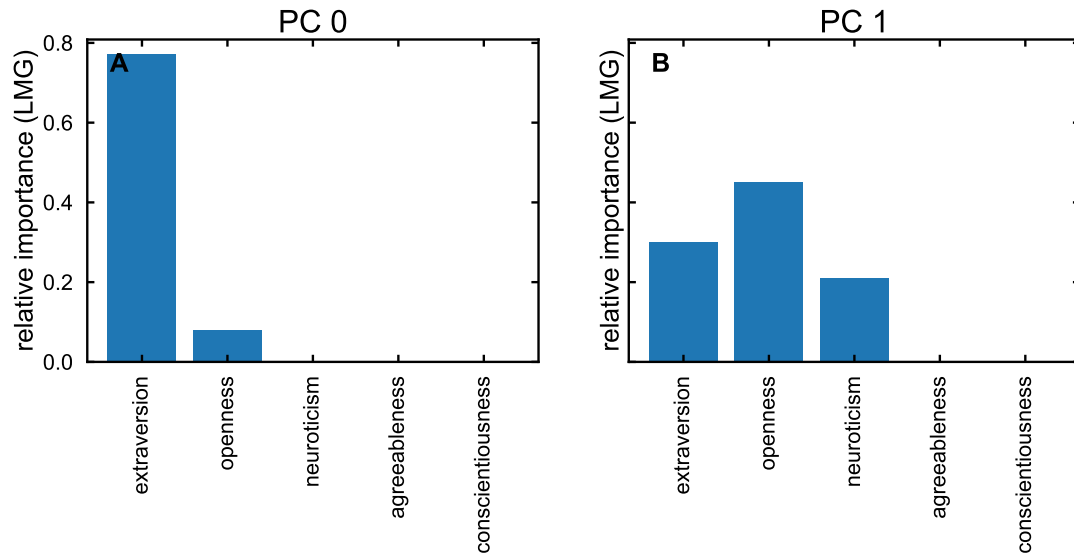 PC 0
A
relative importance (LMG)
0.8
0.6
0.4
0.2
0.0
extraversion
openness
neuroticism
agreeableness
conscientiousness
PC 1
B
relative importance (LMG)
extraversion
openness
neuroticism
agreeableness
conscientiousness